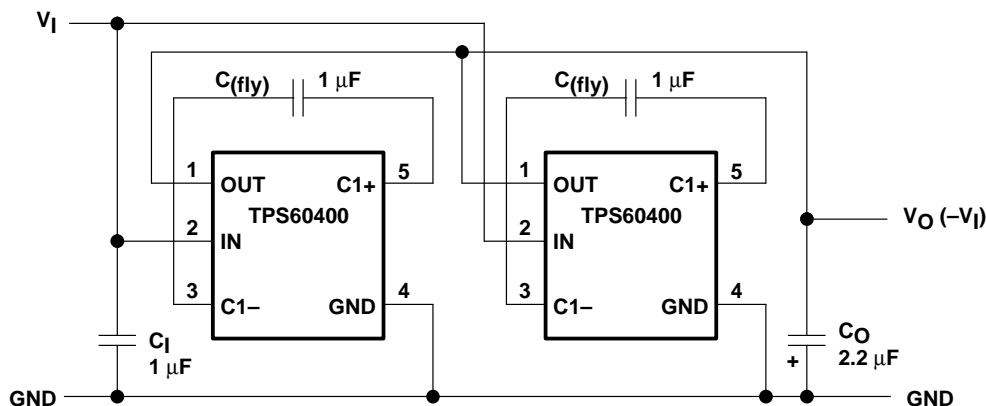 VI
C(fly)
1 μF
C(fly)
1 μF
1
OUT
C1+
5
TPS60400
2
IN
3
C1–
GND
4
1
OUT
C1+
5
TPS60400
2
IN
3
C1–
GND
4
VO (–VI)
CI
1 μF
CO
2.2 μF
+
GND
GND